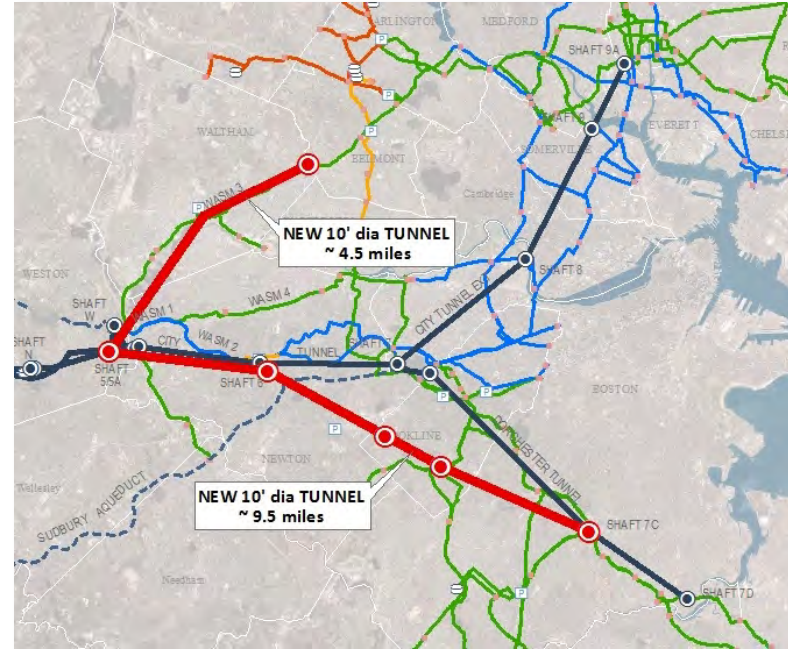 ARLINGTON
MEDFORD
SHAFT 9A
WALTHAM
BELMONT
SOMERVILLE
EVERETT
Cambridge
WASM 3
NEW 10' dia TUNNEL
~ 4.5 miles
WESTON
SHAFT
W
WASM 1
WASM 4
SHAFT 8
CITY TUNNEL
SHAFT
N
CITY
WASM 2
TUNNEL
SHAFT
5/5A
SHAFT 6
BOSTON
NEWTON
DORCHESTER TUNNEL
Wellesley
SUDBURY AQUEDUCT
NEW 10' dia TUNNEL
~ 9.5 miles
SHAFT 7C
Needham
SHAFT 7D
P
P
P
P
P
P